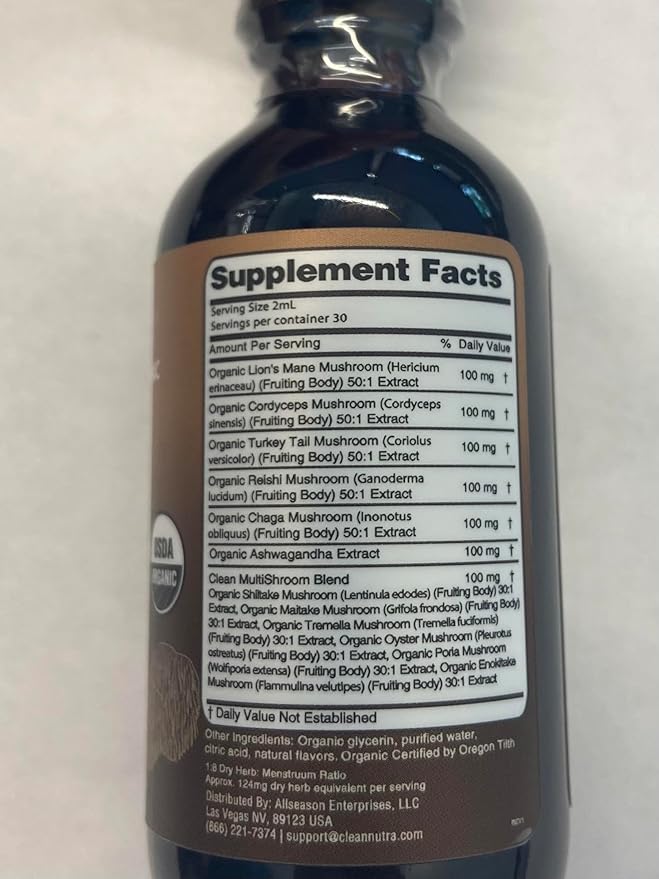 Supplement Facts
Serving Size 2mL
Servings per container 30
Amount Per Serving % Daily Value
Organic Lion's Mane Mushroom (Hericium
erinaceau) (Fruiting Body) 50:1 Extract 100 mg †
Organic Cordyceps Mushroom (Cordyceps
sinensis) (Fruiting Body) 50:1 Extract 100 mg †
Organic Turkey Tail Mushroom (Coriolus
versicolor) (Fruiting Body) 50:1 Extract 100 mg †
Organic Reishi Mushroom (Ganoderma
lucidum) (Fruiting Body) 50:1 Extract 100 mg †
Organic Chaga Mushroom (Inonotus
obliquus) (Fruiting Body) 50:1 Extract 100 mg †
Organic Ashwagandha Extract 100 mg †
Clean MultiShroom Blend 100 mg †
Organic Shiitake Mushroom (Lentinula edodes) (Fruiting Body) 30:1
Extract, Organic Maitake Mushroom (Grifola frondosa) (Fruiting Body)
30:1 Extract, Organic Tremella Mushroom (Tremella fuciformis)
(Fruiting Body) 30:1 Extract, Organic Oyster Mushroom (Pleurotus
ostreatus) (Fruiting Body) 30:1 Extract, Organic Poria Mushroom
(Wolfiporia extensa) (Fruiting Body) 30:1 Extract, Organic Enokitake
Mushroom (Flammulina velutipes) (Fruiting Body) 30:1 Extract
† Daily Value Not Established
Other Ingredients: Organic glycerin, purified water,
citric acid, natural flavors. Organic Certified by Oregon Tilth
1:8 Dry Herb: Menstruum Ratio
Approx. 124mg dry herb equivalent per serving
Distributed By: Allseason Enterprises, LLC
Las Vegas NV, 89123 USA
(866) 221-7374 | support@cleannutra.com
USDA
ORGANIC